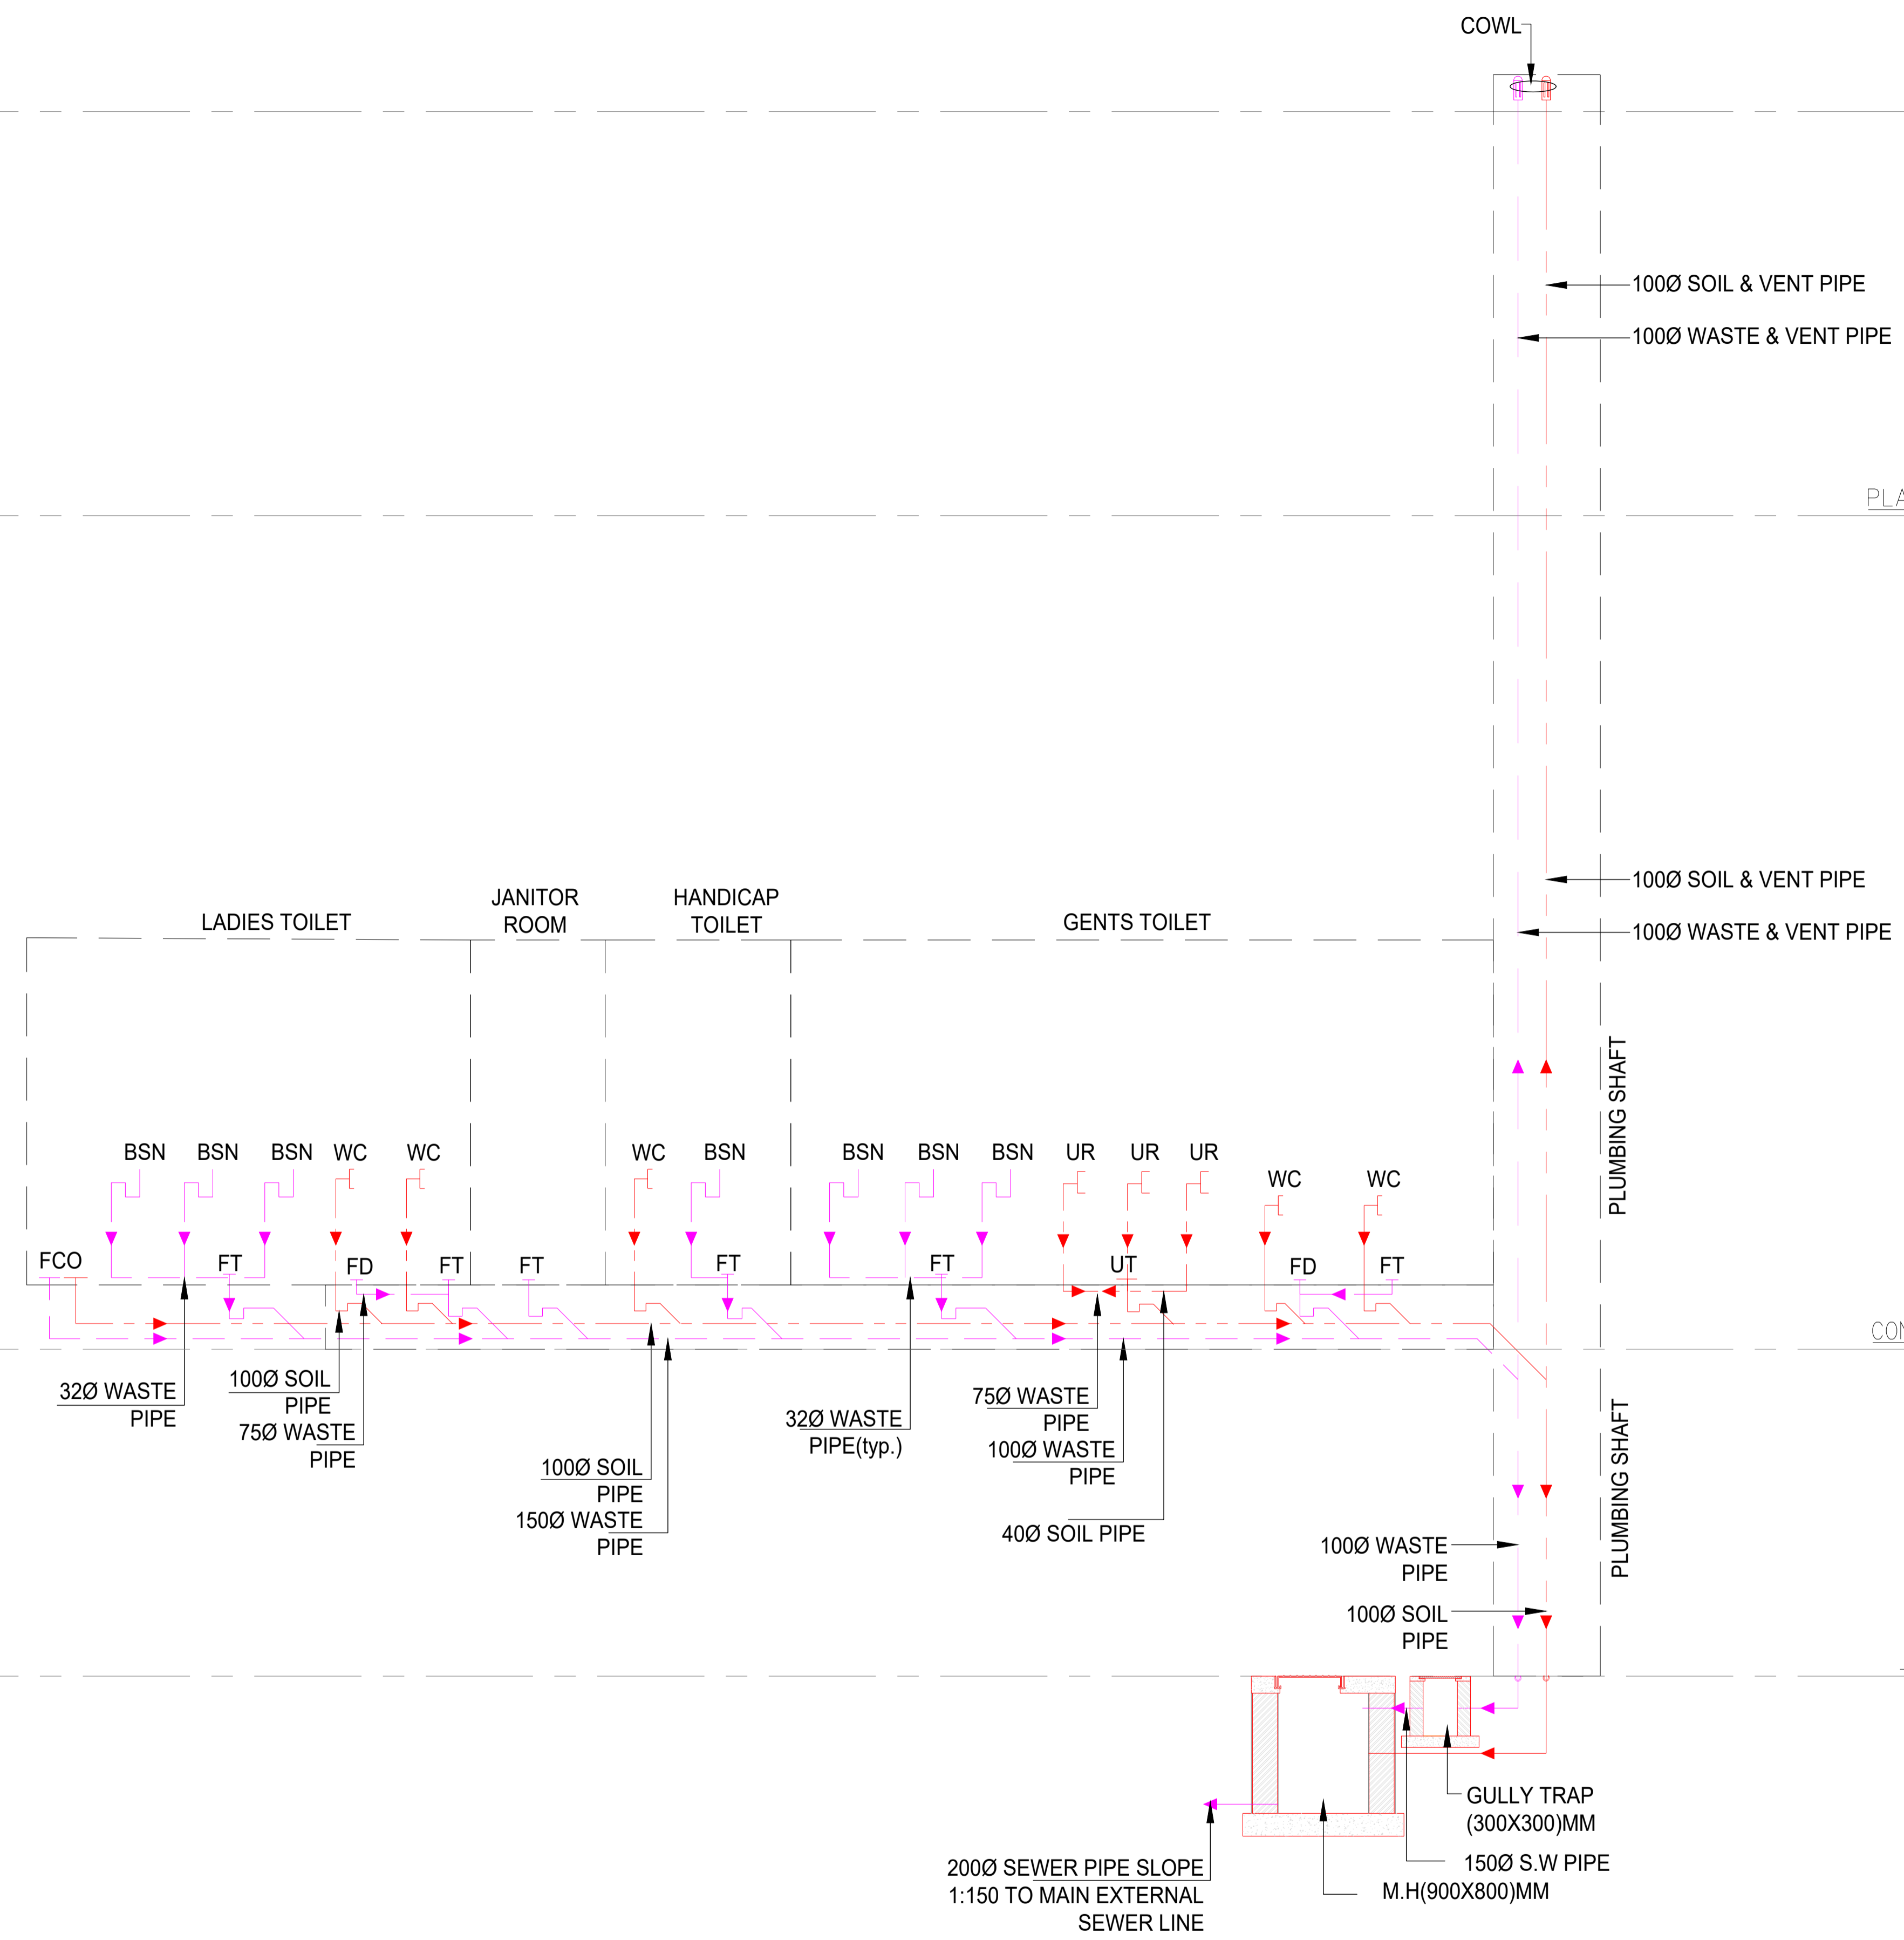 COWL
100Ø SOIL & VENT PIPE
100Ø WASTE & VENT PIPE
100Ø SOIL & VENT PIPE
100Ø WASTE & VENT PIPE
LADIES TOILET
JANITOR
ROOM
HANDICAP
TOILET
GENTS TOILET
PLUMBING SHAFT
BSN
BSN
BSN
WC
WC
WC
BSN
BSN
BSN
BSN
UR
UR
UR
WC
WC
FCO
FT
FD
FT
FT
FT
FT
UT
FD
FT
32Ø WASTE
PIPE
100Ø SOIL
PIPE
75Ø WASTE
PIPE
100Ø SOIL
PIPE
150Ø WASTE
PIPE
32Ø WASTE
PIPE(typ.)
75Ø WASTE
PIPE
100Ø WASTE
PIPE
40Ø SOIL PIPE
PLUMBING SHAFT
100Ø WASTE
PIPE
100Ø SOIL
PIPE
GULLY TRAP
(300X300)MM
150Ø S.W PIPE
M.H(900X800)MM
200Ø SEWER PIPE SLOPE
1:150 TO MAIN EXTERNAL
SEWER LINE